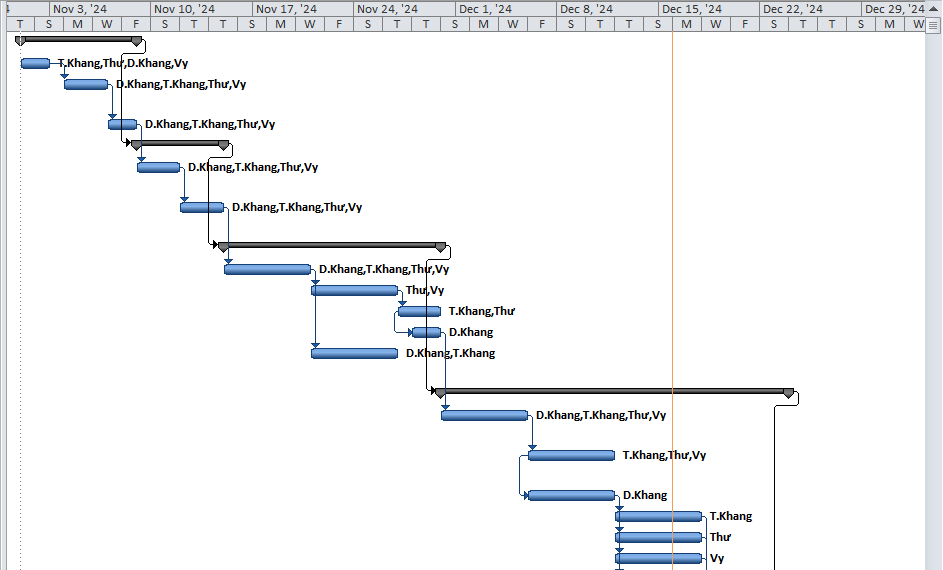 4 Nov 3, '24 Nov 10, '24 Nov 17, '24 Nov 24, '24 Dec 1, '24 Dec 8, '24 Dec 15, '24 Dec 22, '24 Dec 29, '24
T S M W F S T T S M W F S T T S M W F S T T S M W F S T T S M W
T.Khang,Thư,D.Khang,Vy
D.Khang,T.Khang,Thư,Vy
D.Khang,T.Khang,Thư,Vy
D.Khang,T.Khang,Thư,Vy
D.Khang,T.Khang,Thư,Vy
D.Khang,T.Khang,Thư,Vy
Thư,Vy
T.Khang,Thư
D.Khang
D.Khang,T.Khang
D.Khang,T.Khang,Thư,Vy
T.Khang,Thư,Vy
D.Khang
T.Khang
Thư
Vy